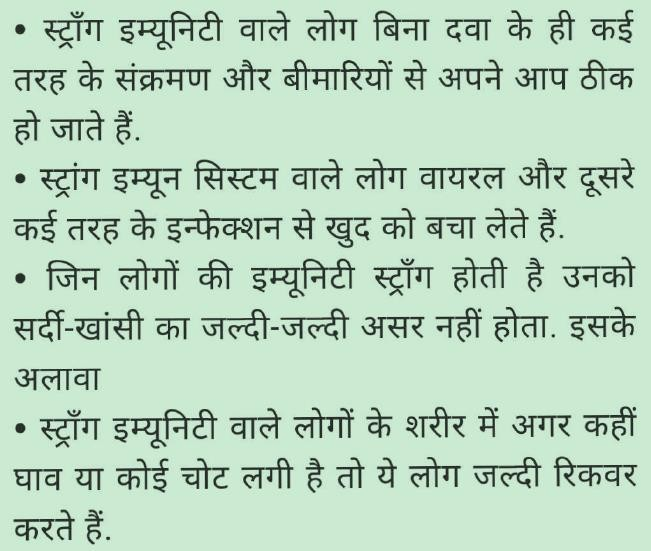 • स्ट्रॉंग इम्यूनिटी वाले लोग बिना दवा के ही कई
तरह के संक्रमण और बीमारियों से अपने आप ठीक
हो जाते हैं.
• स्ट्रांग इम्यून सिस्टम वाले लोग वायरल और दूसरे
कई तरह के इन्फेक्शन से खुद को बचा लेते हैं.
• जिन लोगों की इम्यूनिटी स्ट्रॉंग होती है उनको
सर्दी-खांसी का जल्दी-जल्दी असर नहीं होता. इसके
अलावा
• स्ट्रॉंग इम्यूनिटी वाले लोगों के शरीर में अगर कहीं
घाव या कोई चोट लगी है तो ये लोग जल्दी रिकवर
करते हैं.